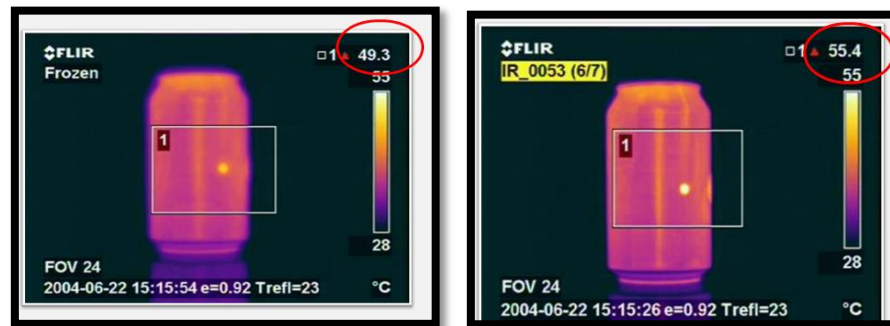 FLIR
□1▲ 49.3
Frozen
55
1
28
FOV 24
2004-06-22 15:15:54 e=0.92 Trefl=23 °C
FLIR
□1▲ 55.4
IR_0053 (6/7)
55
1
28
FOV 24
2004-06-22 15:15:26 e=0.92 Trefl=23 °C